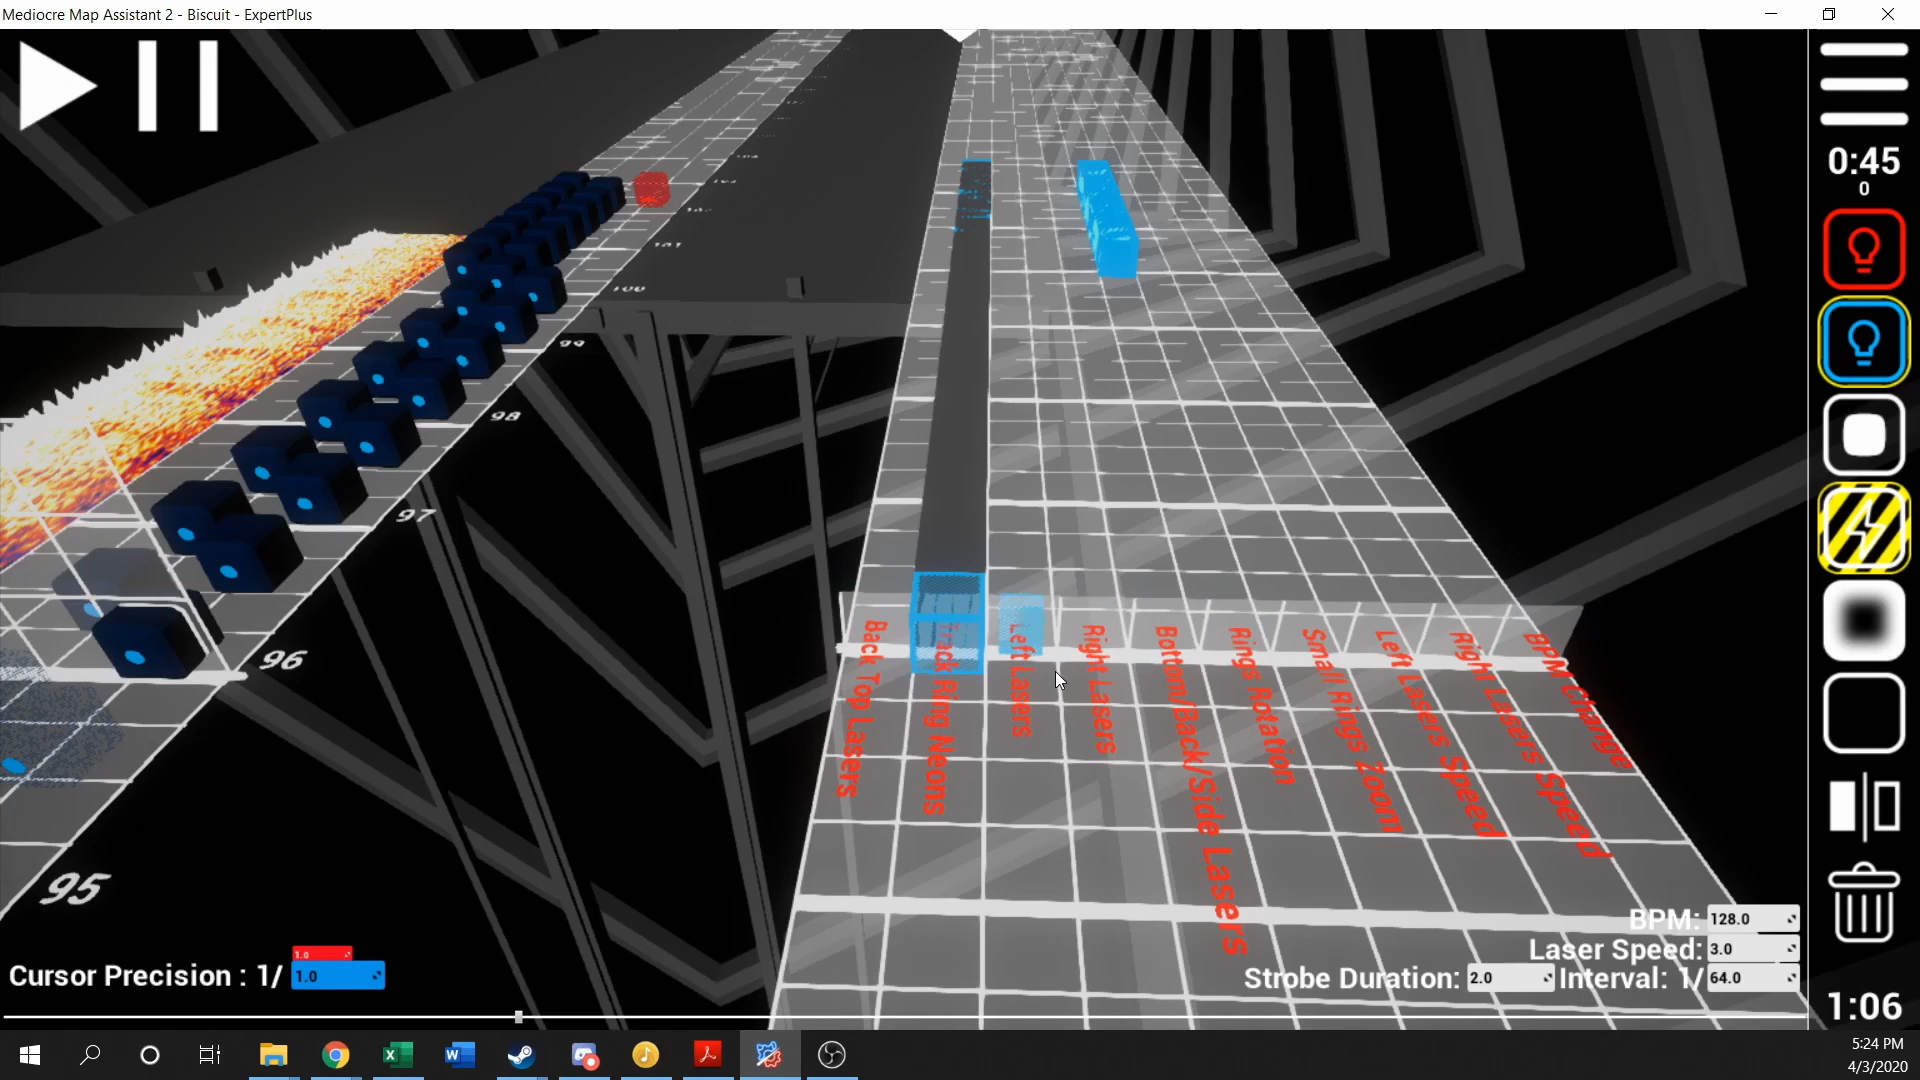 Mediocre Map Assistant 2 - Biscuit - ExpertPlus
0:45
0
100
99
98
97
96
95
Back Top Lasers
Track Ring Neons
Left Lasers
Right Lasers
Bottom/Back/Side Lasers
Rings Rotation
Small Rings Zoom
Left Lasers Speed
Right Lasers Speed
BPM Change
BPM: 128.0
Laser Speed: 3.0
Strobe Duration: 2.0 Interval: 1/ 64.0
1.0
Cursor Precision : 1/ 1.0
1:06
5:24 PM
4/3/2020